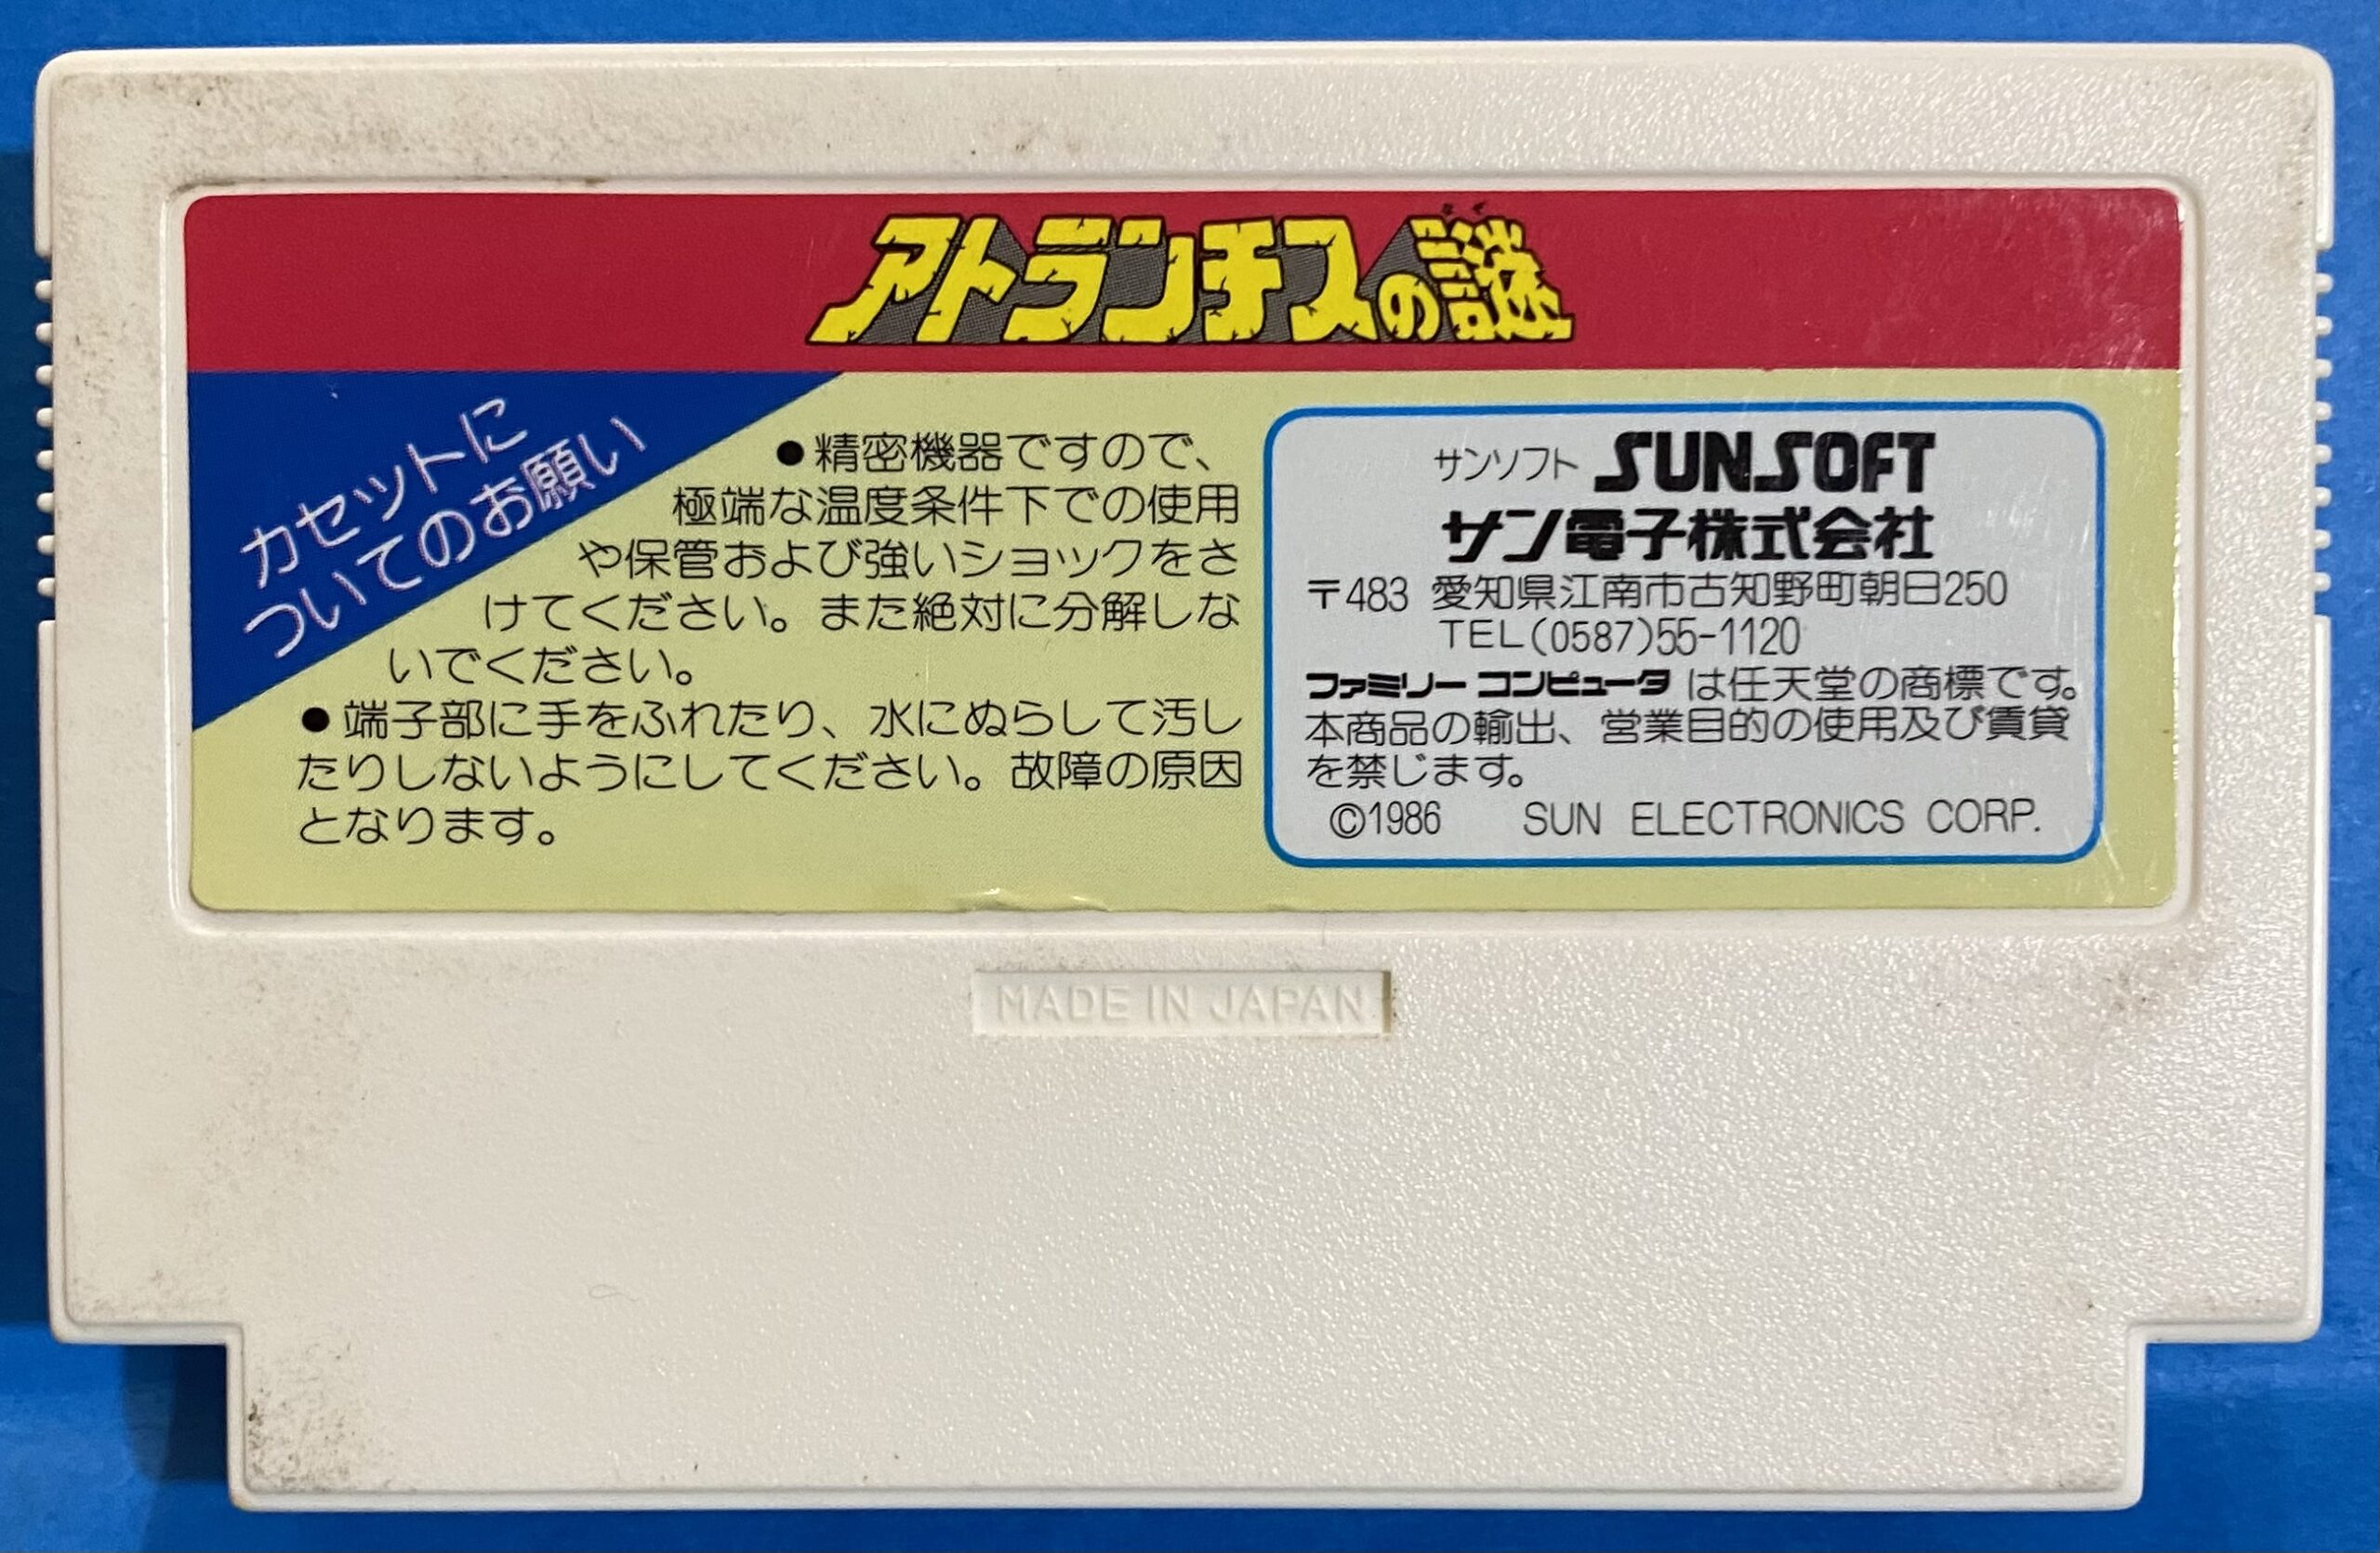 なぞ
アトランチスの謎
カセットに
ついてのお願い
●精密機器ですので、
極端な温度条件下での使用
や保管および強いショックをさ
けてください。また絶対に分解しな
いでください。
●端子部に手をふれたり、水にぬらして汚し
たりしないようにしてください。故障の原因
となります。
サンソフト SUNSOFT
サン電子株式会社
〒483 愛知県江南市古知野町朝日250
TEL(0587)55-1120
ファミリー コンピュータ は任天堂の商標です。
本商品の輸出、営業目的の使用及び賃貸
を禁じます。
©1986 SUN ELECTRONICS CORP.
MADE IN JAPAN